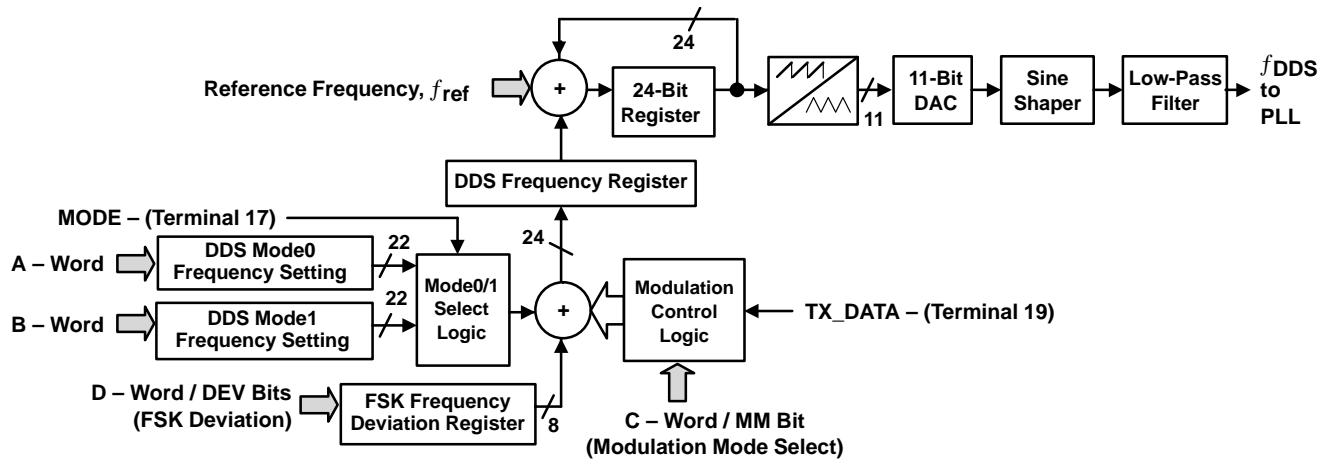 24
Reference Frequency, fref
+
24-Bit
Register
11
11-Bit
DAC
Sine
Shaper
Low-Pass
Filter
fDDS
to
PLL
DDS Frequency Register
MODE – (Terminal 17)
24
A – Word
DDS Mode0
Frequency Setting
22
B – Word
DDS Mode1
Frequency Setting
22
Mode0/1
Select
Logic
+
Modulation
Control
Logic
TX_DATA – (Terminal 19)
D – Word / DEV Bits
(FSK Deviation)
FSK Frequency
Deviation Register
8
C – Word / MM Bit
(Modulation Mode Select)